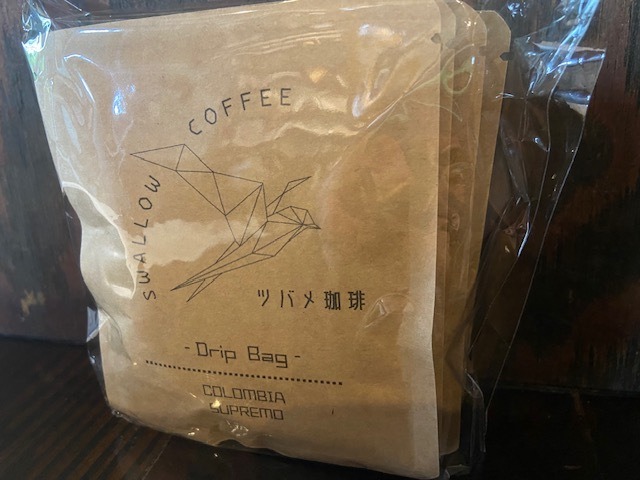 SWALLOW COFFEE
ツバメ珈琲
-Drip Bag-
COLOMBIA
SUPREMO